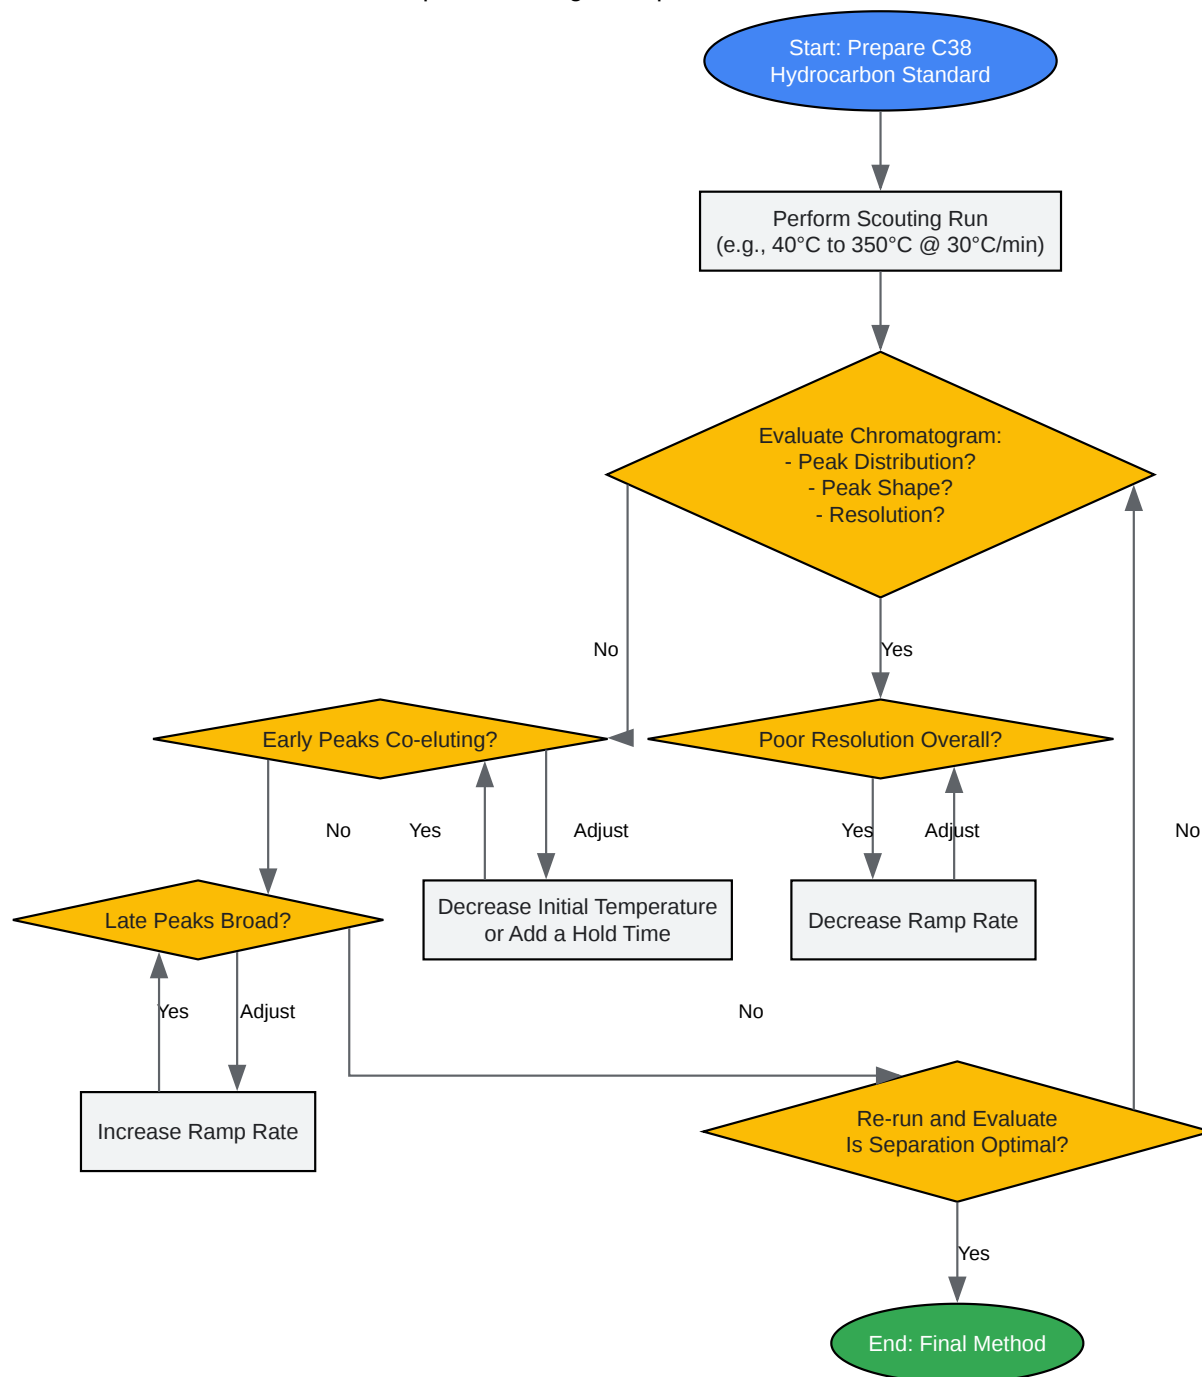 Start: Prepare C38
Hydrocarbon Standard
Perform Scouting Run
(e.g., 40°C to 350°C @ 30°C/min)
Evaluate Chromatogram:
- Peak Distribution?
- Peak Shape?
- Resolution?
No
Yes
Early Peaks Co-eluting?
Poor Resolution Overall?
No
Yes
Adjust
Yes
Adjust
No
Late Peaks Broad?
Decrease Initial Temperature
or Add a Hold Time
Decrease Ramp Rate
Yes
Adjust
No
Increase Ramp Rate
Re-run and Evaluate
Is Separation Optimal?
Yes
End: Final Method